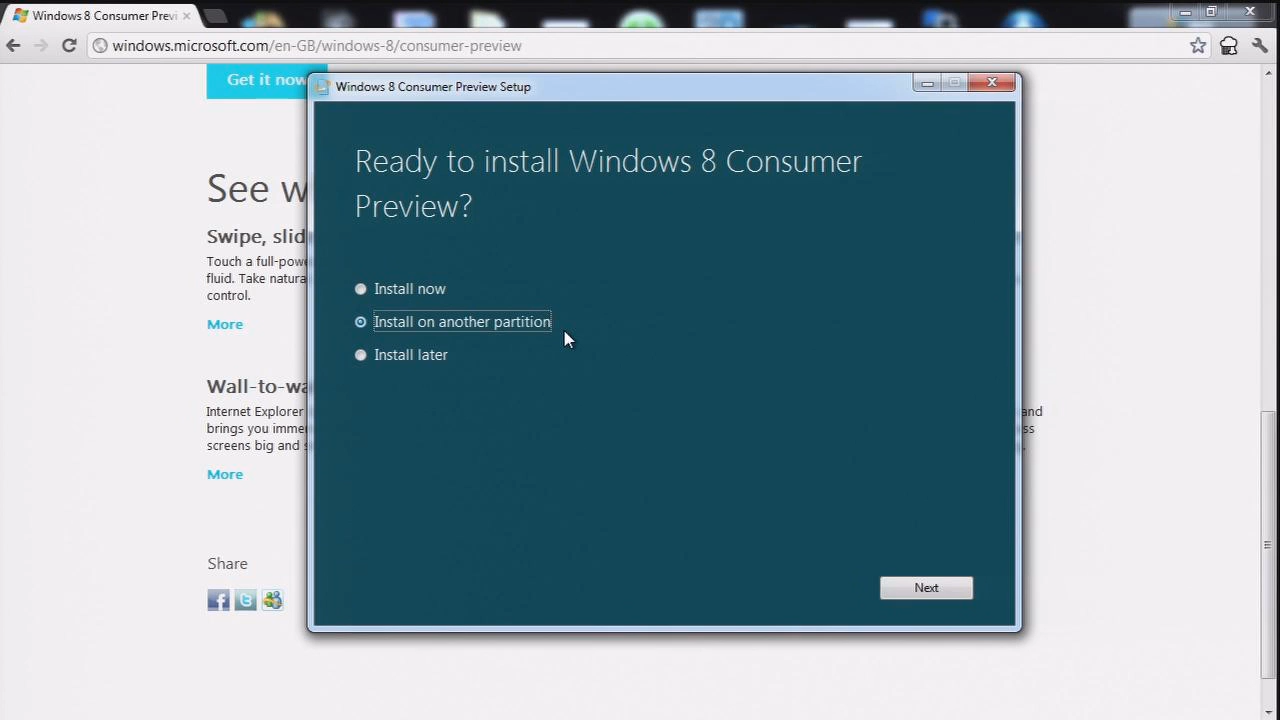 Windows 8 Consumer Previ
windows.microsoft.com/en-GB/windows-8/consumer-preview
Get it now
Windows 8 Consumer Preview Setup
Ready to install Windows 8 Consumer
Preview?
Install now
Install on another partition
Install later
Next
See w
Swipe, slid
Touch a full-powe
fluid. Take natura
control.
More
Wall-to-wa
Internet Explorer
and
brings you immer
ss
screens big and s
More
Share